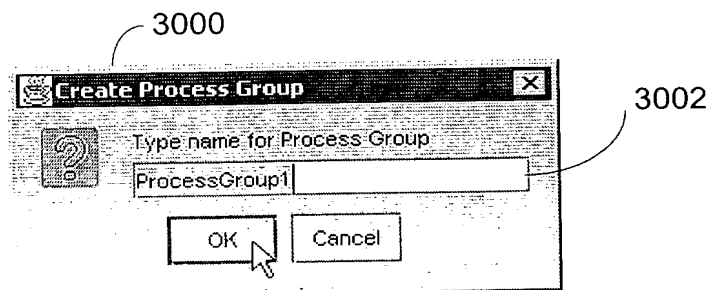 3000
Create Process Group
3002
Type name for Process Group
ProcessGroup1
OK Cancel